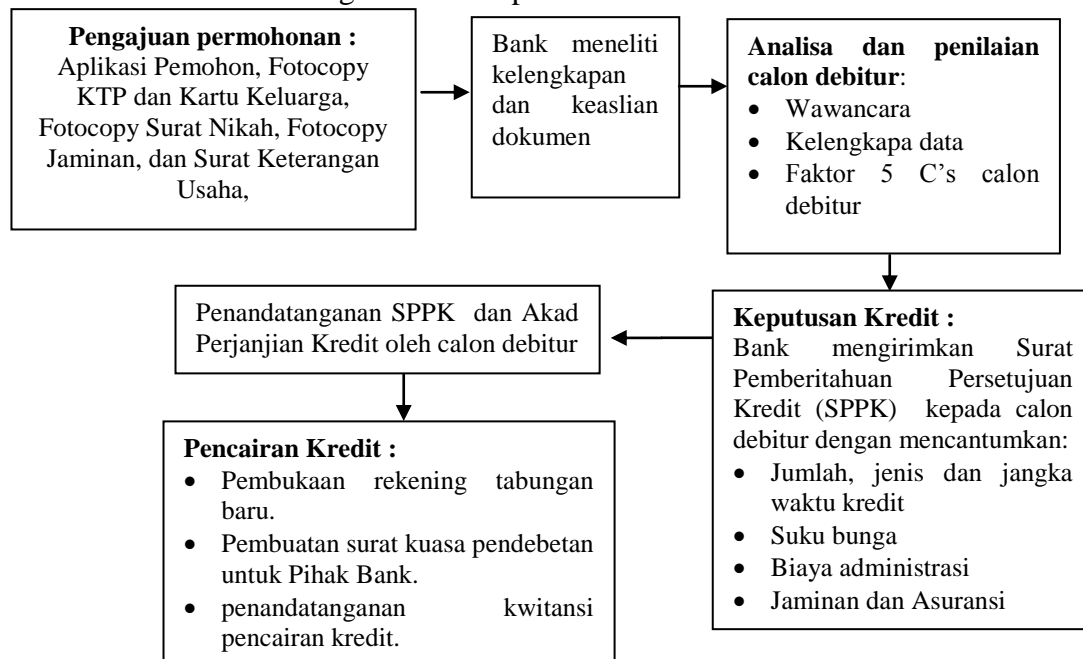 Pengajuan permohonan :
Aplikasi Pemohon, Fotocopy
KTP dan Kartu Keluarga,
Fotocopy Surat Nikah, Fotocopy
Jaminan, dan Surat Keterangan
Usaha,
Bank meneliti
kelengkapan
dan keaslian
dokumen
Analisa dan penilaian
calon debitur:
• Wawancara
• Kelengkapa data
• Faktor 5 C’s calon
debitur
Keputusan Kredit :
Bank mengirimkan Surat
Pemberitahuan Persetujuan
Kredit (SPPK) kepada calon
debitur dengan mencantumkan:
• Jumlah, jenis dan jangka
waktu kredit
• Suku bunga
• Biaya administrasi
• Jaminan dan Asuransi
Penandatanganan SPPK dan Akad
Perjanjian Kredit oleh calon debitur
Pencairan Kredit :
• Pembukaan rekening tabungan
baru.
• Pembuatan surat kuasa pendebetan
untuk Pihak Bank.
• penandatanganan kwitansi
pencairan kredit.